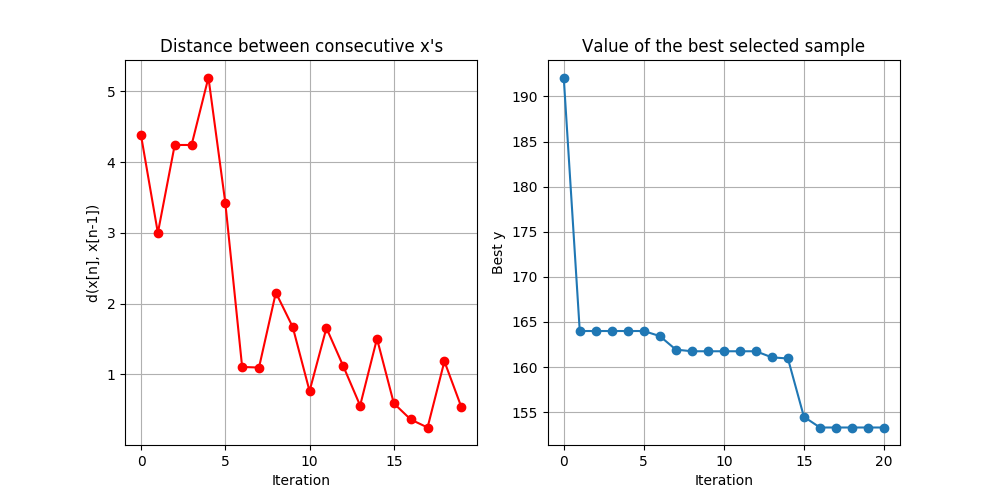 Distance between consecutive x's
d(x[n], x[n-1])
5
4
3
2
1
0 5 10 15
Iteration
Value of the best selected sample
Best y
190
185
180
175
170
165
160
155
0 5 10 15 20
Iteration